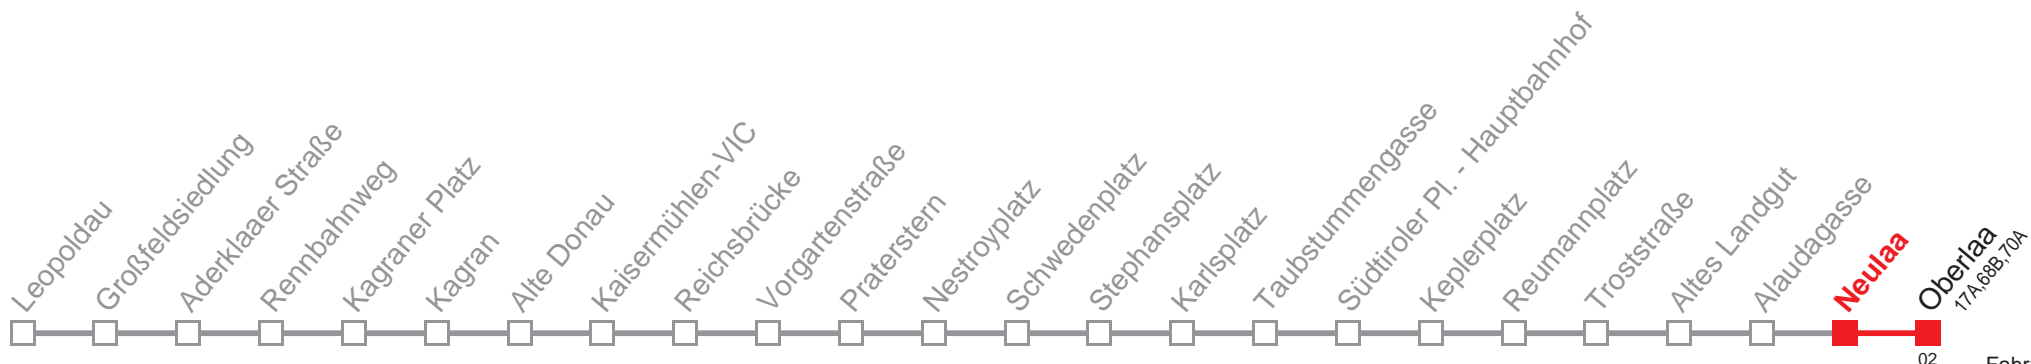 Leopoldau
Großfeldsiedlung
Aderklaaer Straße
Rennbahnweg
Kagraner Platz
Kagran
Alte Donau
Kaisermühlen-VIC
Reichsbrücke
Vorgartenstraße
Praterstern
Nestroyplatz
Schwedenplatz
Stephansplatz
Karlsplatz
Taubstummengasse
Südtiroler Pl. - Hauptbahnhof
Keplerplatz
Reumannplatz
Troststraße
Altes Landgut
Alaudagasse
Neulaa
Oberlaa
17A,68B,70A
02